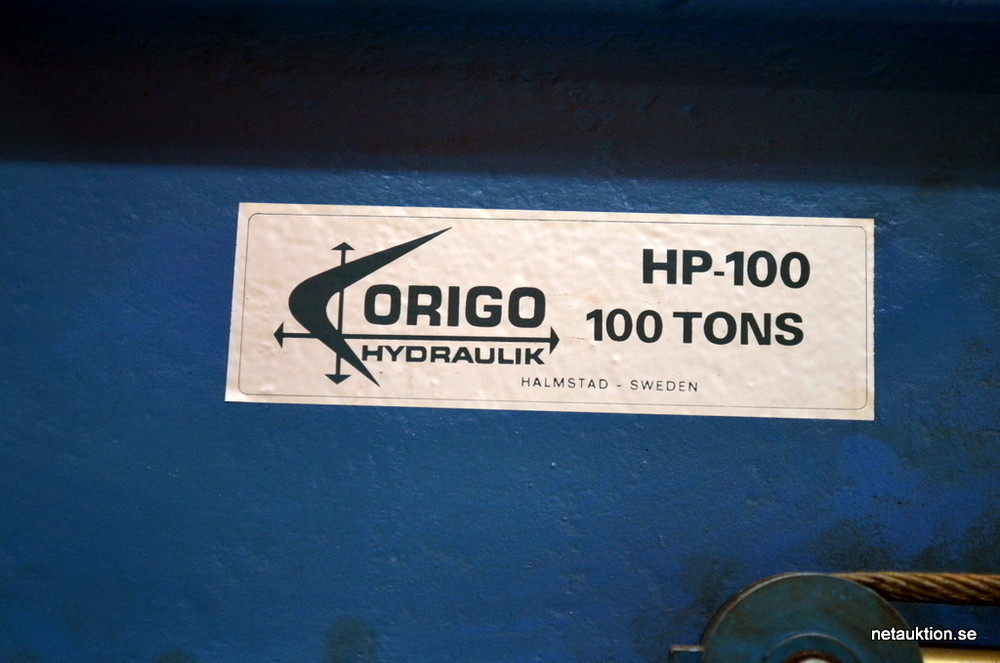 ORIGO
HYDRAULIK
HALMSTAD - SWEDEN
HP-100
100 TONS
netauktion.se